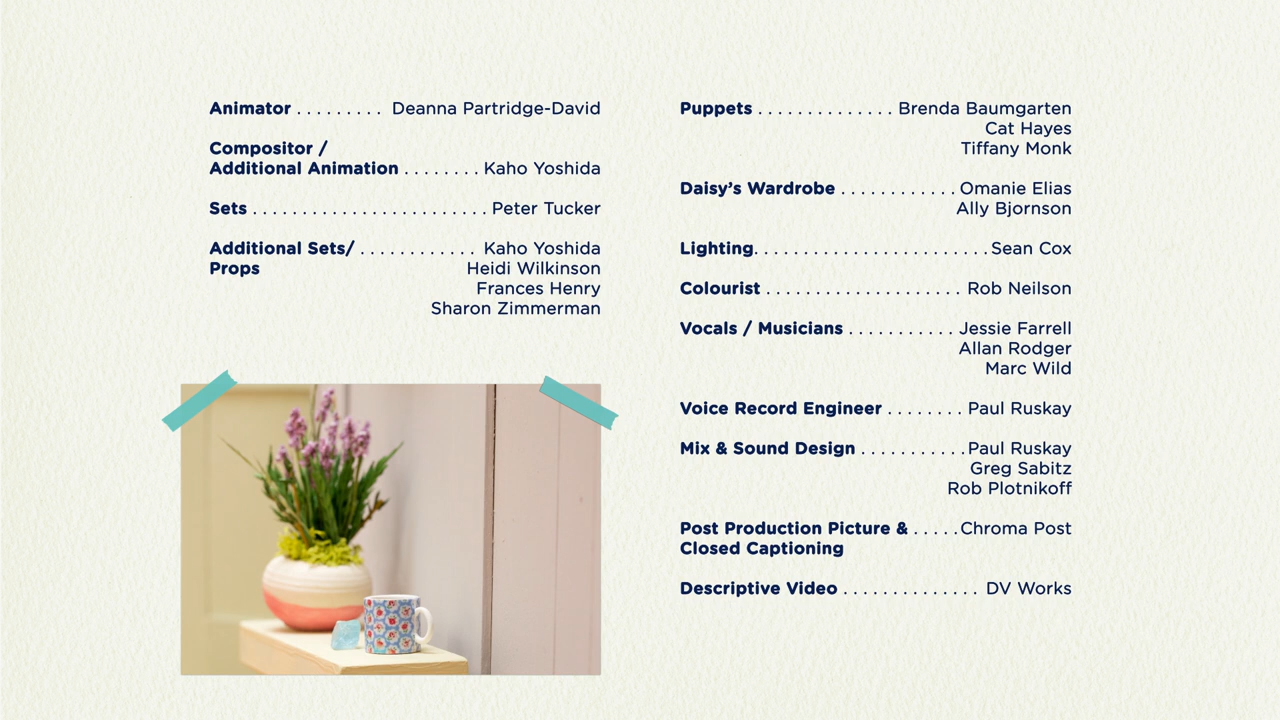 Animator . . . . . . . . . Deanna Partridge-David
Compositor /
Additional Animation . . . . . . . . Kaho Yoshida
Sets . . . . . . . . . . . . . . . . . . . . . . . . Peter Tucker
Additional Sets/ . . . . . . . . . . . . Kaho Yoshida
Props Heidi Wilkinson
Frances Henry
Sharon Zimmerman
Puppets . . . . . . . . . . . . . . Brenda Baumgarten
Cat Hayes
Tiffany Monk
Daisy's Wardrobe . . . . . . . . . . . . Omanie Elias
Ally Bjornson
Lighting. . . . . . . . . . . . . . . . . . . . . . . . Sean Cox
Colourist . . . . . . . . . . . . . . . . . . . . Rob Neilson
Vocals / Musicians . . . . . . . . . . . Jessie Farrell
Allan Rodger
Marc Wild
Voice Record Engineer . . . . . . . . Paul Ruskay
Mix & Sound Design . . . . . . . . . . . Paul Ruskay
Greg Sabitz
Rob Plotnikoff
Post Production Picture & . . . . . Chroma Post
Closed Captioning
Descriptive Video . . . . . . . . . . . . . . DV Works